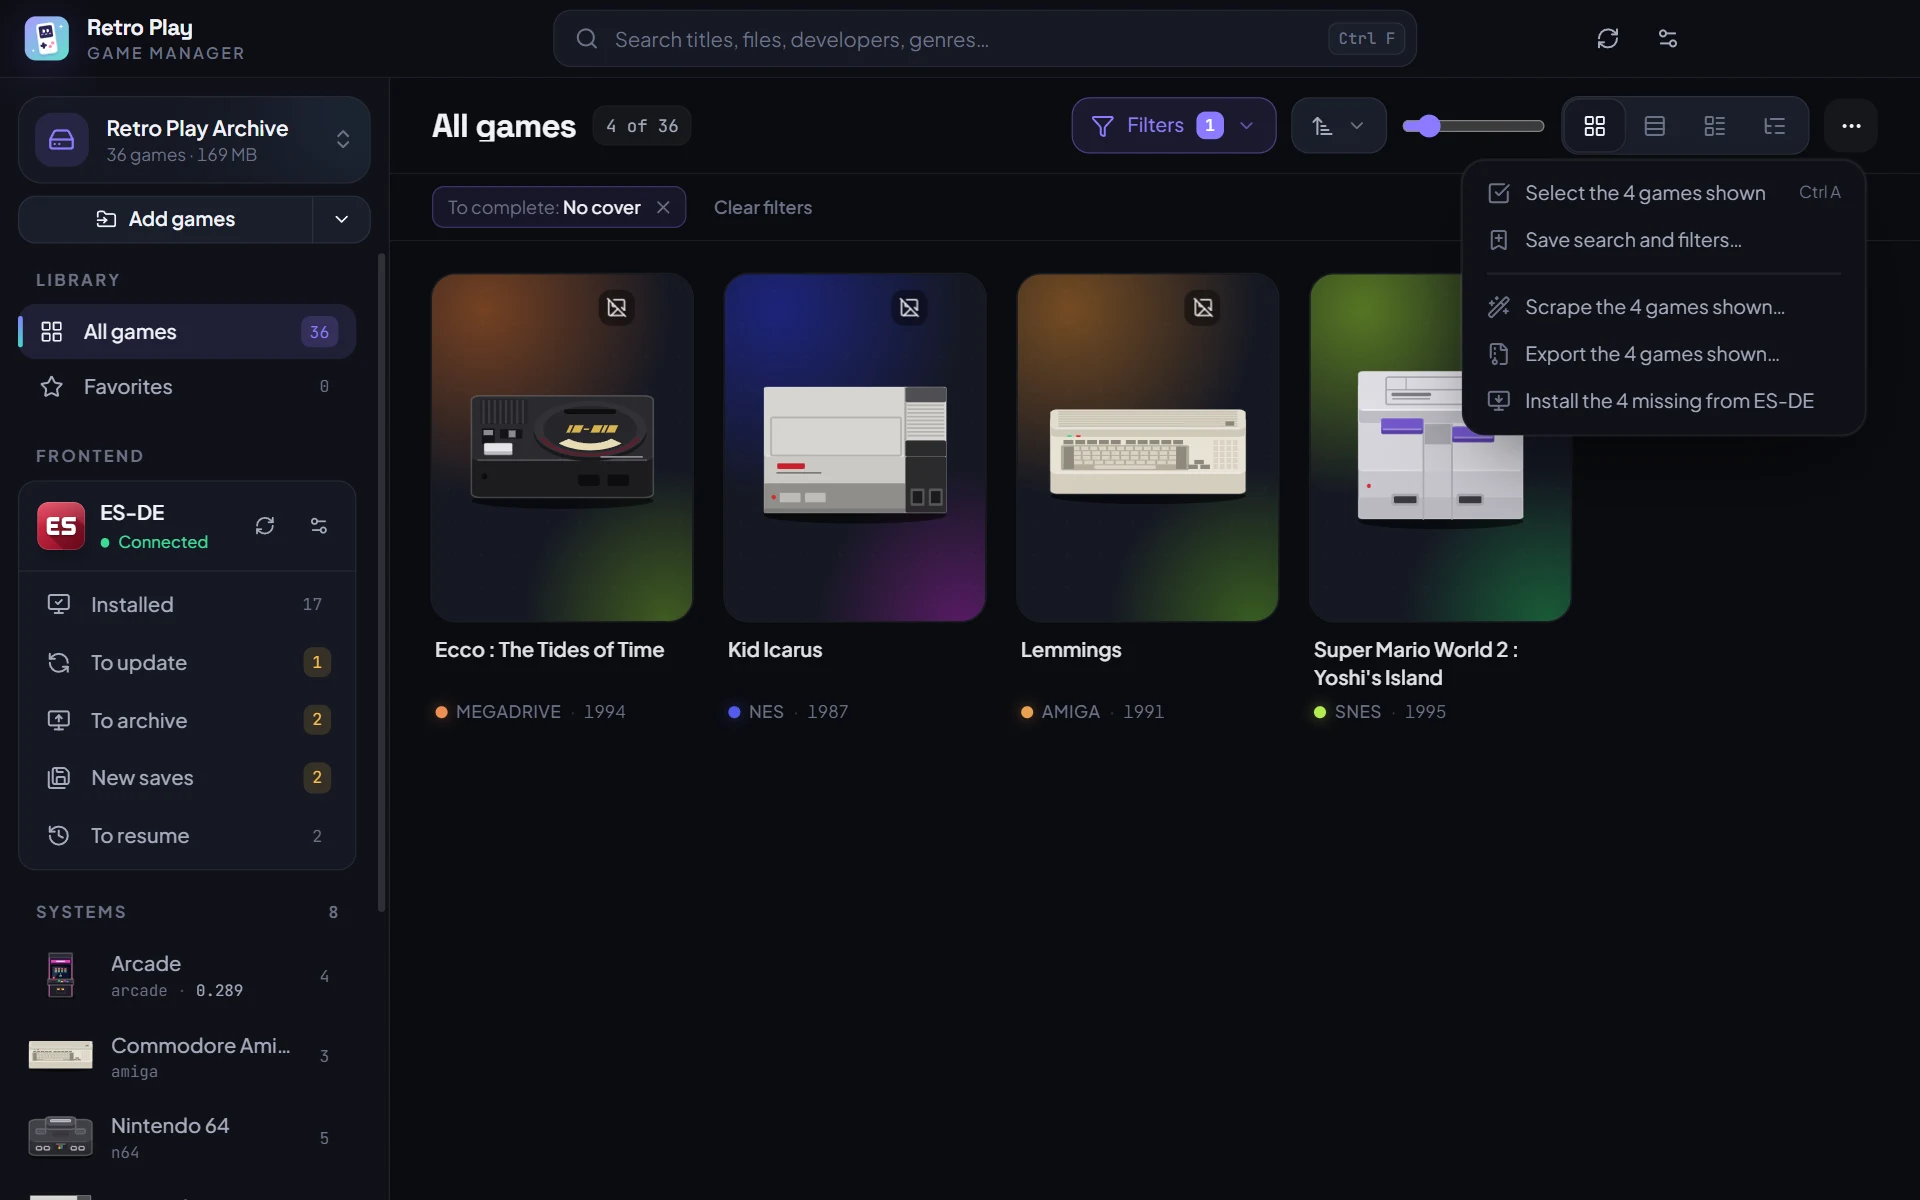 Retro Play
GAME MANAGER
Search titles, files, developers, genres…
Ctrl F
Retro Play Archive
36 games · 169 MB
Add games
LIBRARY
All games 36
Favorites 0
FRONTEND
ES
ES-DE
Connected
Installed 17
To update 1
To archive 2
New saves 2
To resume 2
SYSTEMS 8
Arcade
arcade · 0.289
4
Commodore Ami…
amiga
3
Nintendo 64
n64
5
All games 4 of 36
Filters 1
To complete: No cover
Clear filters
Select the 4 games shown Ctrl A
Save search and filters…
Scrape the 4 games shown…
Export the 4 games shown…
Install the 4 missing from ES-DE
Ecco : The Tides of Time
MEGADRIVE · 1994
Kid Icarus
NES · 1987
Lemmings
AMIGA · 1991
Super Mario World 2 :
Yoshi's Island
SNES · 1995